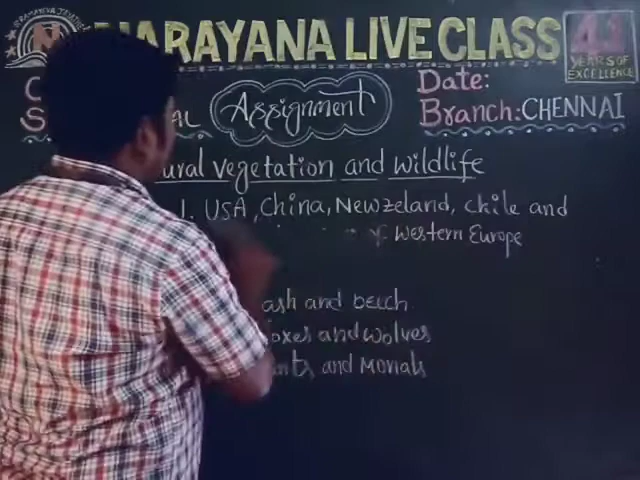 NARAYANA LIVE CLASS
41
YEARS OF
EXCELLENCE
Date:
Assignment
Branch: CHENNAI
ural vegetation and wildlife
1. USA, China, Newzeland, chile and
Western Europe
ash and beech
oxes and wolves
and Monals